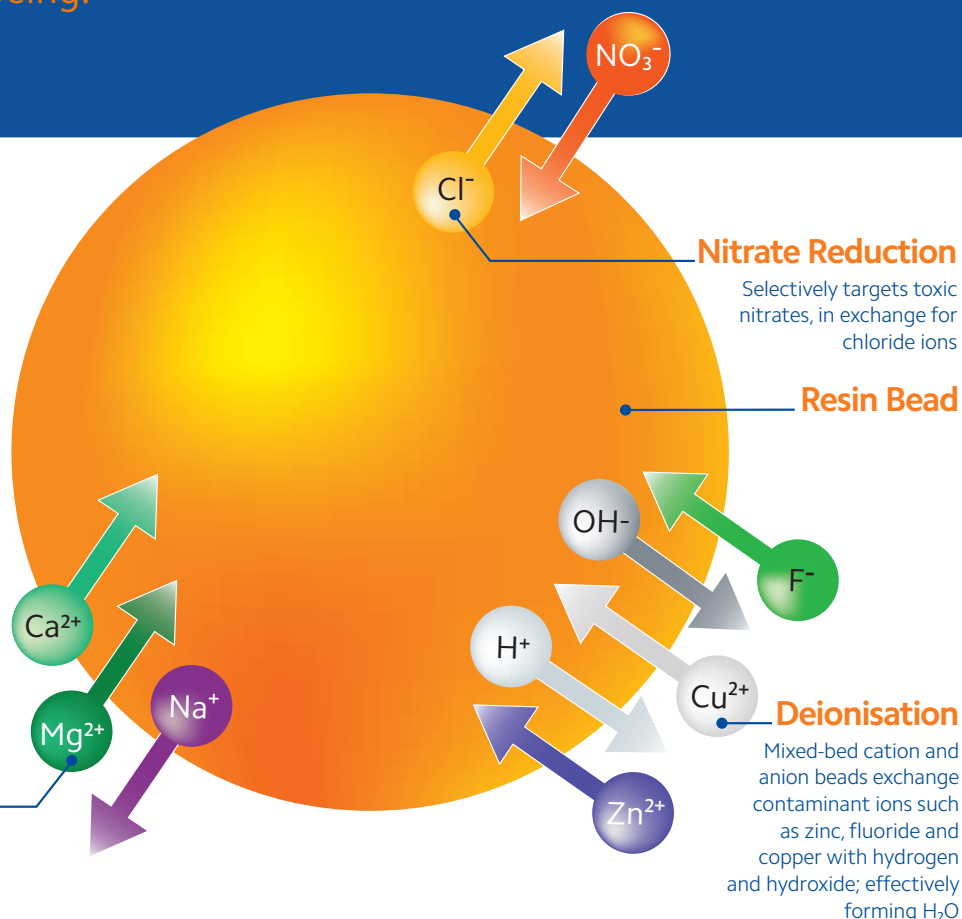 NO₃⁻
Cl⁻
Nitrate Reduction
Selectively targets toxic
nitrates, in exchange for
chloride ions
Resin Bead
OH-
F⁻
Ca²⁺
H⁺
Cu²⁺
Mg²⁺
Na⁺
Zn²⁺
Deionisation
Mixed-bed cation and
anion beads exchange
contaminant ions such
as zinc, fluoride and
copper with hydrogen
and hydroxide; effectively
forming H₂O